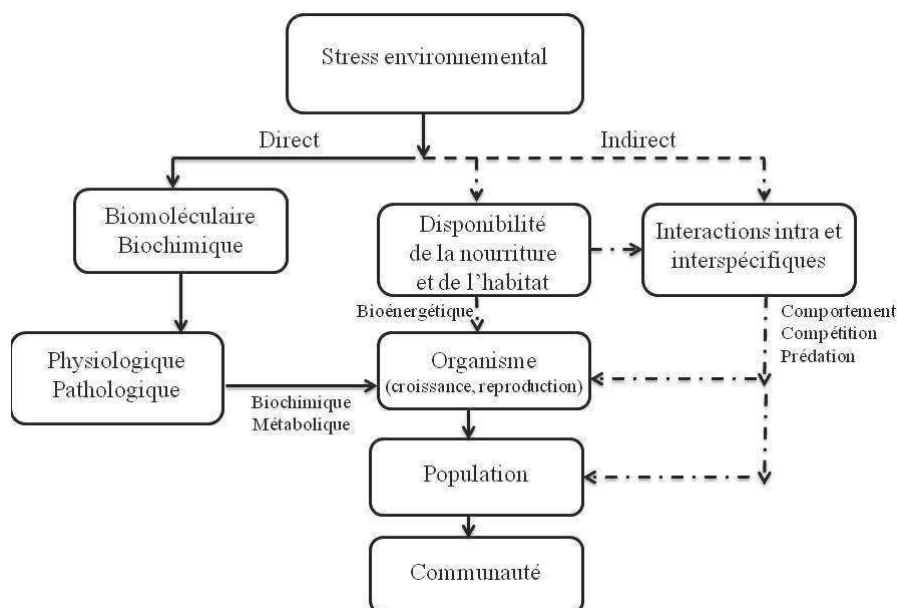 Stress environnemental
Direct
Indirect
Biomoléculaire
Biochimique
Disponibilité
de la nourriture
et de l'habitat
Interactions intra et
interspécifiques
Bioénergétique
Comportement
Compétition
Prédation
Physiologique
Pathologique
Organisme
(croissance, reproduction)
Biochimique
Métabolique
Population
Communauté